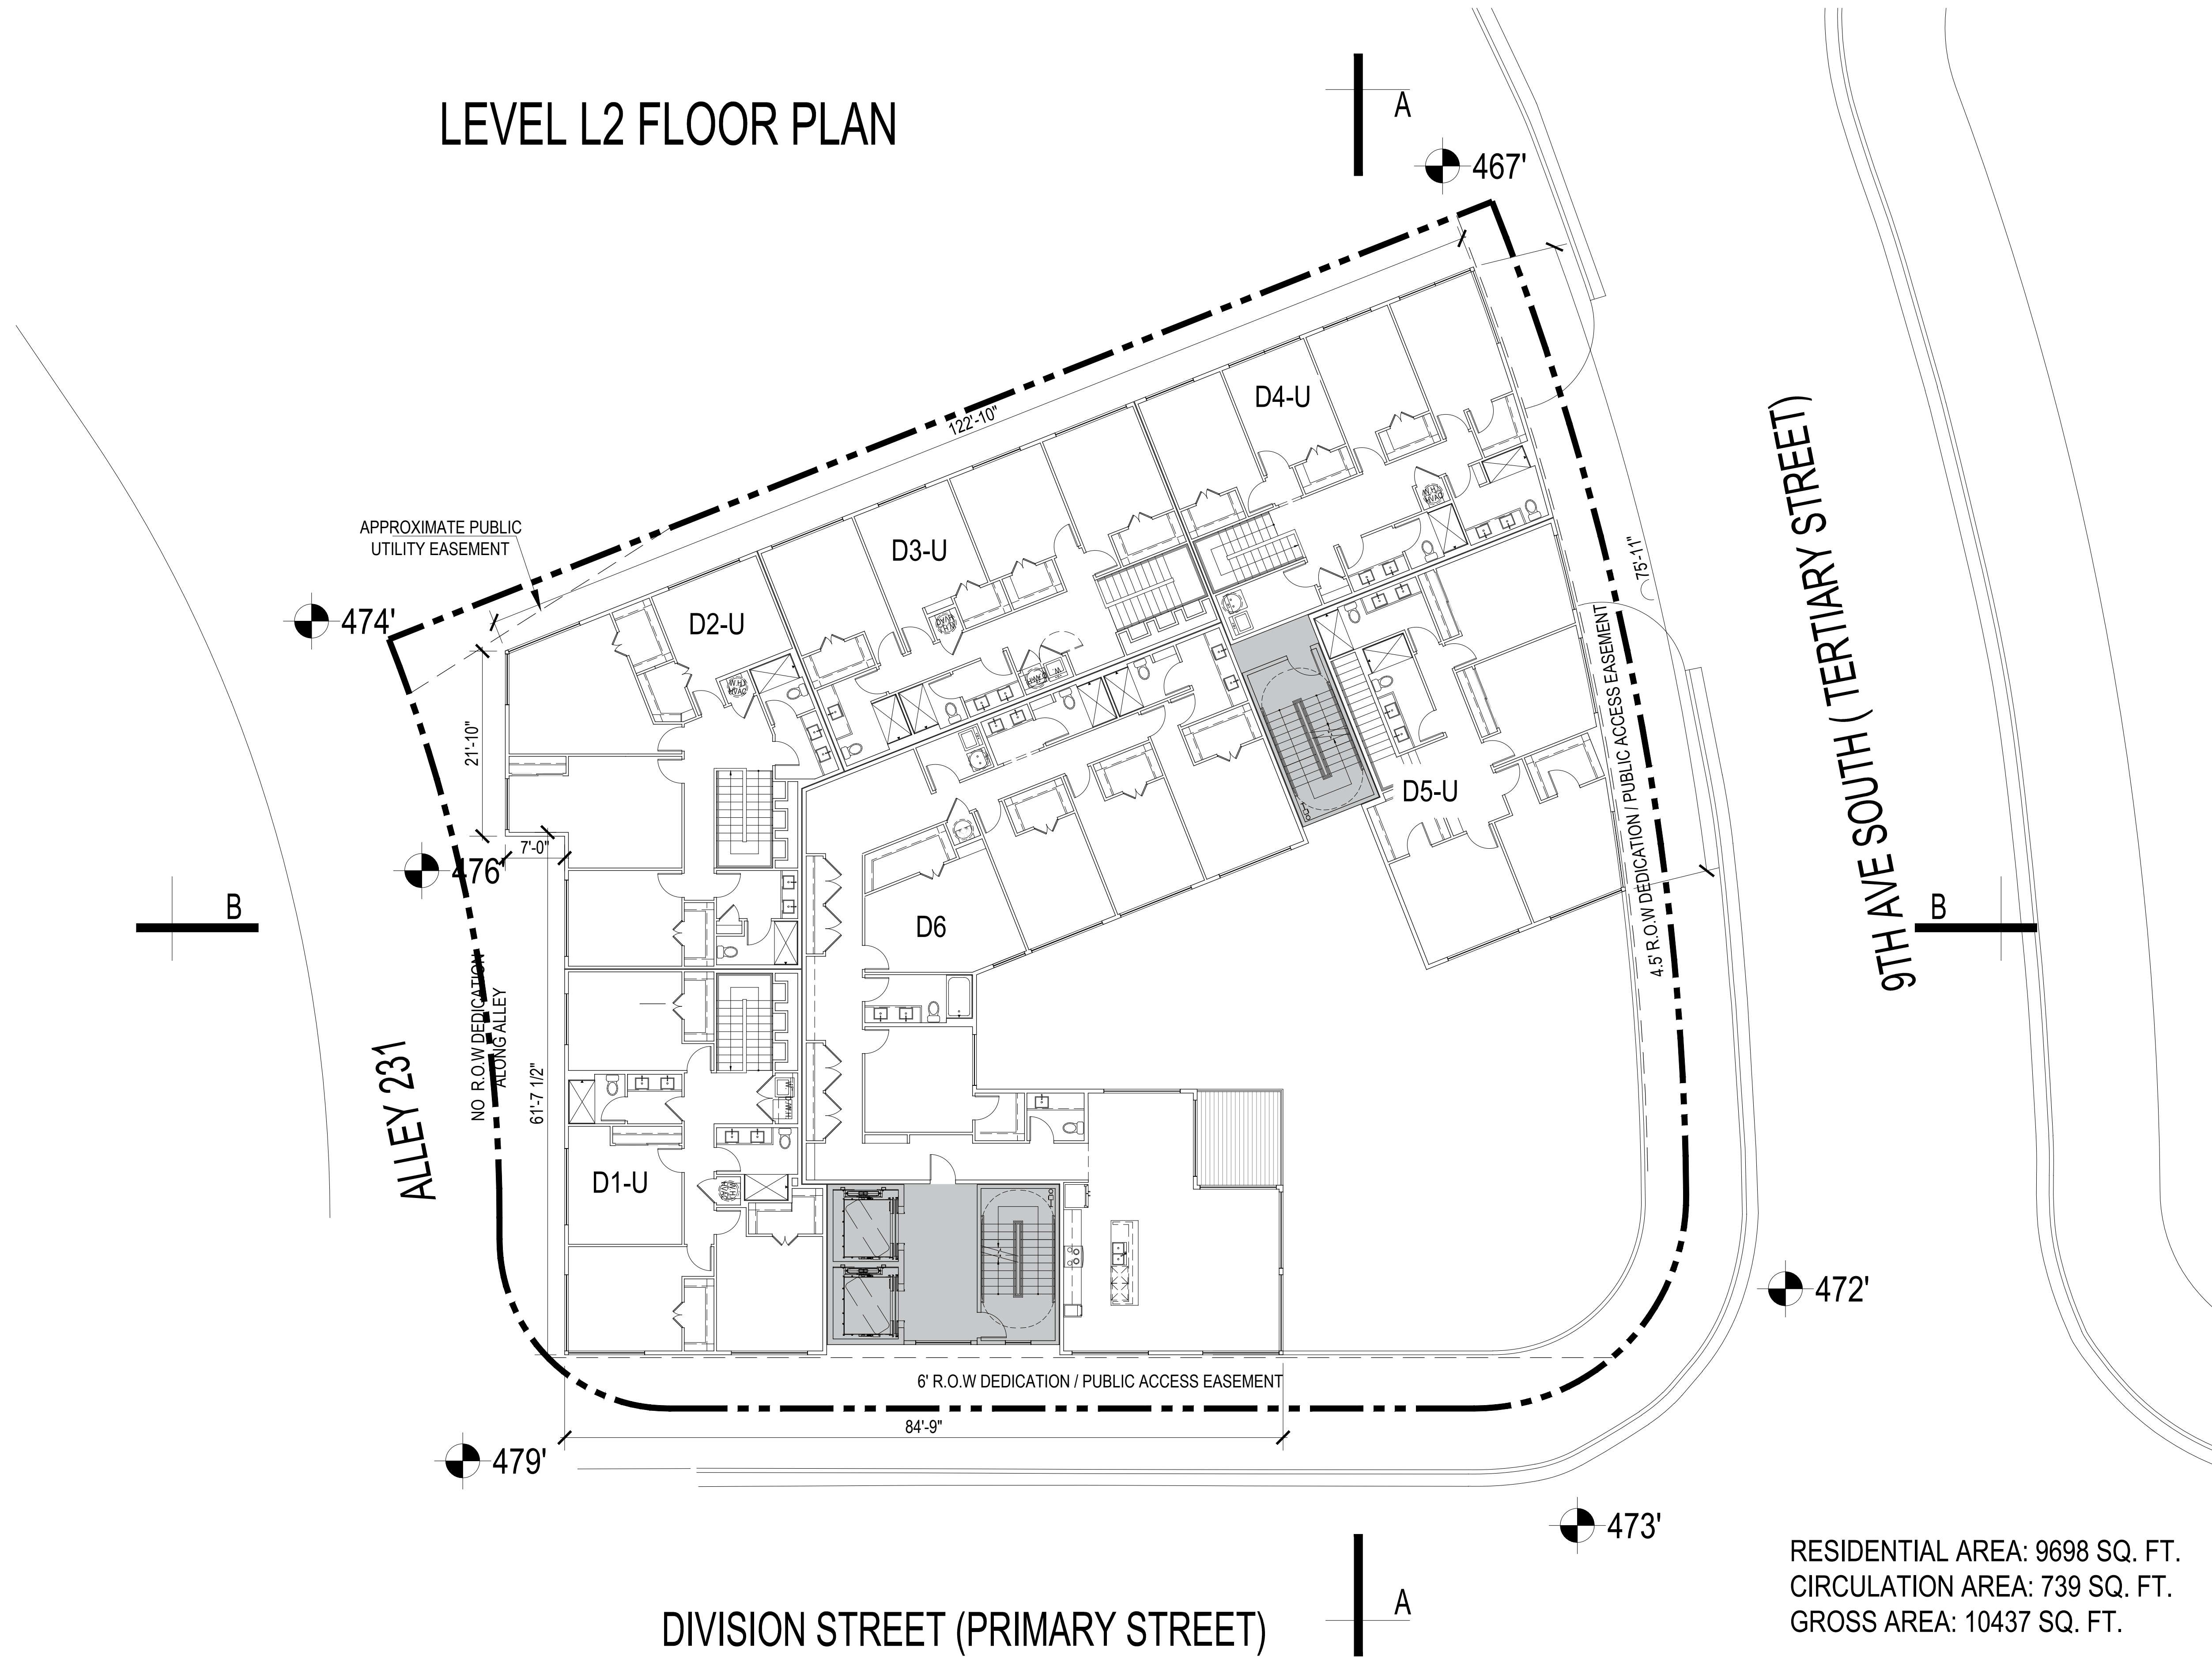 LEVEL L2 FLOOR PLAN
A
467'
122'-10"
D4-U
APPROXIMATE PUBLIC
UTILITY EASEMENT
D3-U
474'
D2-U
75'-11"
9TH AVE SOUTH ( TERTIARY STREET)
4.5' R.O.W DEDICATION / PUBLIC ACCESS EASEMENT
21'-10"
D5-U
7'-0"
476'
B
B
D6
NO R.O.W DEDICATION
ALONG ALLEY
ALLEY 231
61'-7 1/2"
D1-U
472'
6' R.O.W DEDICATION / PUBLIC ACCESS EASEMENT
84'-9"
479'
473'
A
DIVISION STREET (PRIMARY STREET)
RESIDENTIAL AREA: 9698 SQ. FT.
CIRCULATION AREA: 739 SQ. FT.
GROSS AREA: 10437 SQ. FT.